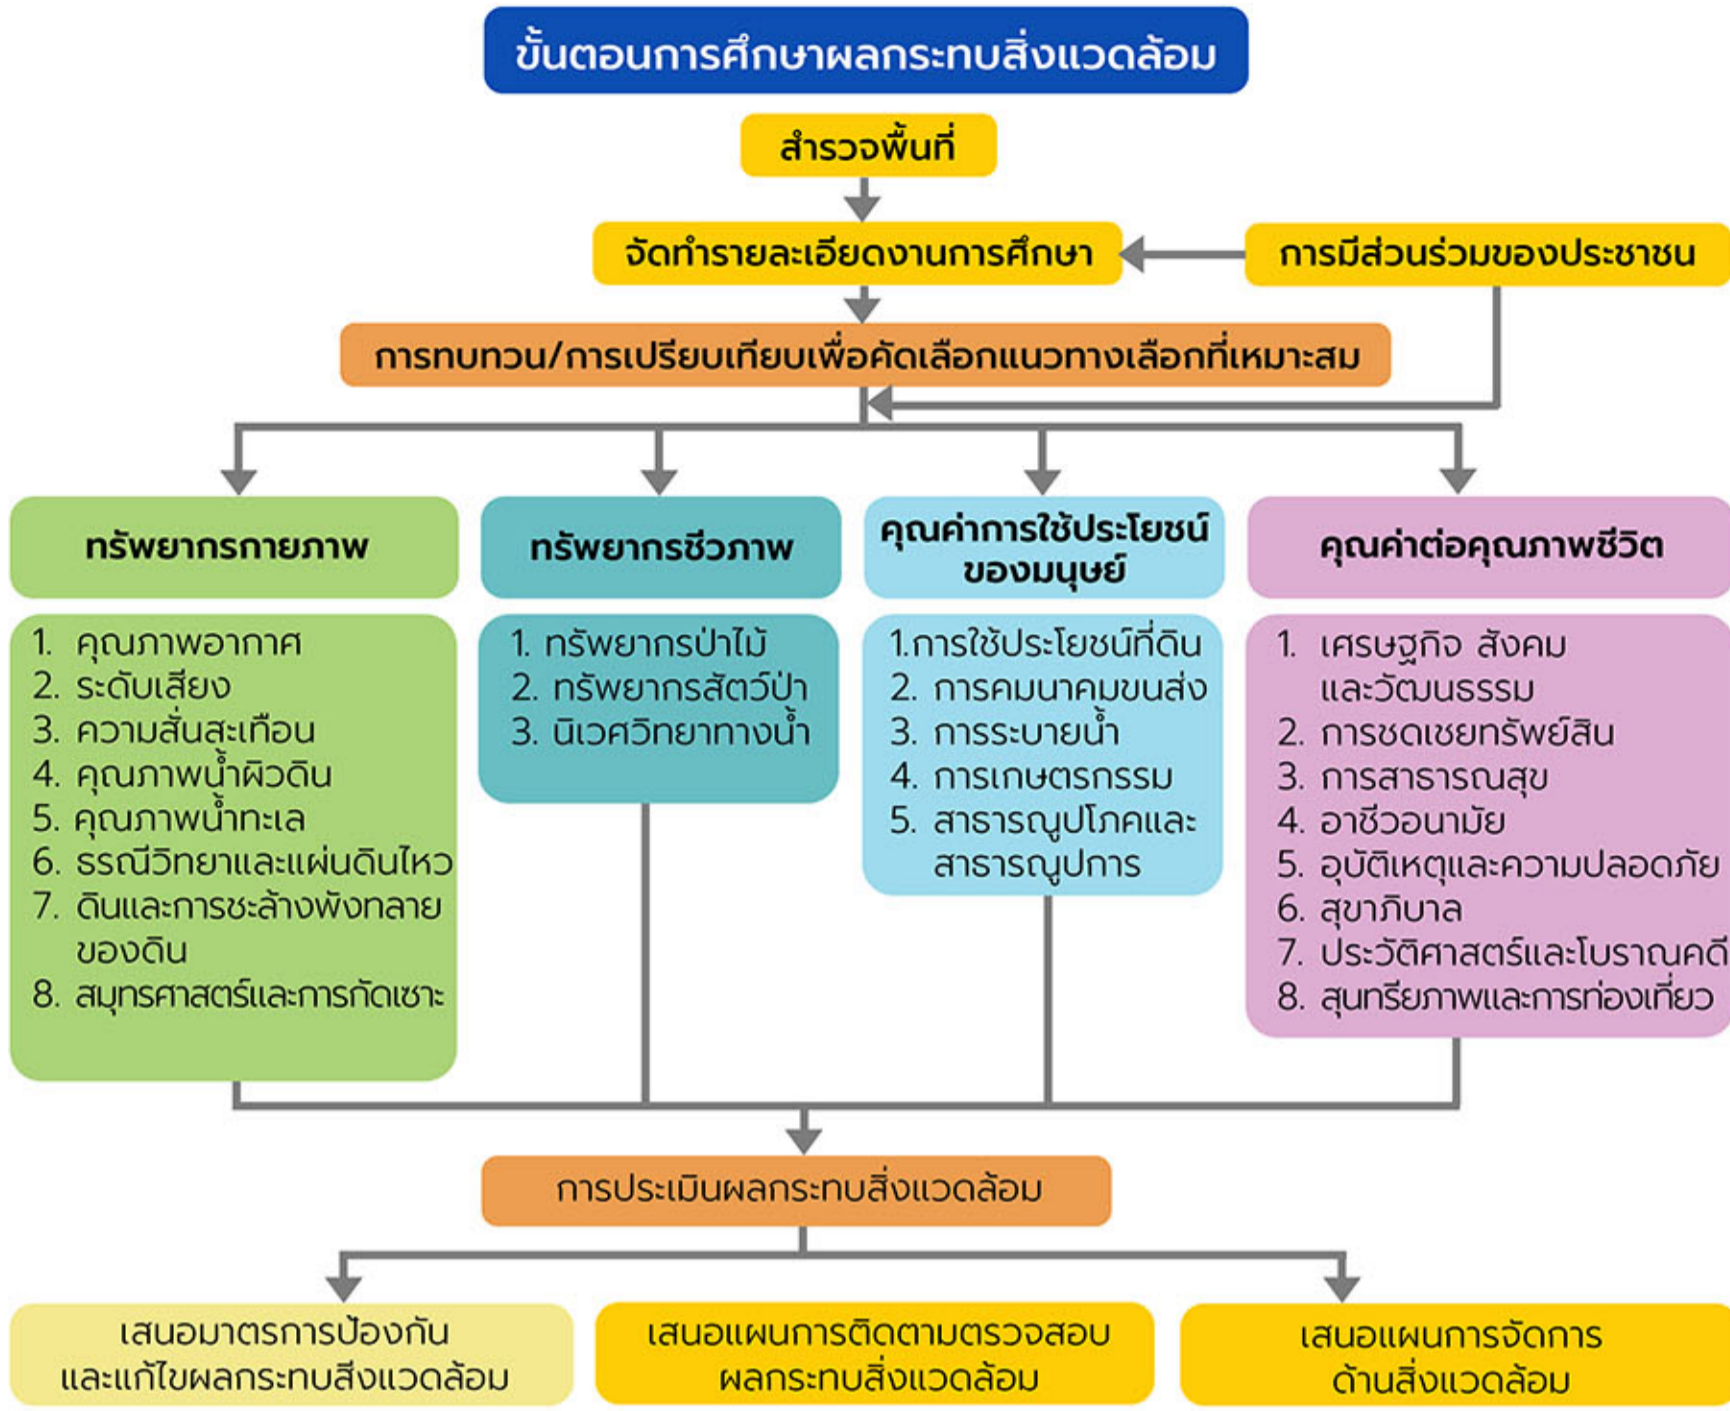 ขั้นตอนการศึกษาผลกระทบสิ่งแวดล้อม
สำรวจพื้นที่
จัดทำรายละเอียดงานการศึกษา
การมีส่วนร่วมของประชาชน
การทบทวน/การเปรียบเทียบเพื่อคัดเลือกแนวทางเลือกที่เหมาะสม
ทรัพยากรกายภาพ
1. คุณภาพอากาศ
2. ระดับเสียง
3. ความสั่นสะเทือน
4. คุณภาพน้ำผิวดิน
5. คุณภาพน้ำทะเล
6. ธรณีวิทยาและแผ่นดินไหว
7. ดินและการชะล้างพังทลาย
ของดิน
8. สมุทรศาสตร์และการกัดเซาะ
ทรัพยากรชีวภาพ
1. ทรัพยากรป่าไม้
2. ทรัพยากรสัตว์ป่า
3. นิเวศวิทยาทางน้ำ
คุณค่าการใช้ประโยชน์
ของมนุษย์
1.การใช้ประโยชน์ที่ดิน
2. การคมนาคมขนส่ง
3. การระบายน้ำ
4. การเกษตรกรรม
5. สาธารณูปโภคและ
สาธารณูปการ
คุณค่าต่อคุณภาพชีวิต
1. เศรษฐกิจ สังคม
และวัฒนธรรม
2. การชดเชยทรัพย์สิน
3. การสาธารณสุข
4. อาชีวอนามัย
5. อุบัติเหตุและความปลอดภัย
6. สุขาภิบาล
7. ประวัติศาสตร์และโบราณคดี
8. สุนทรียภาพและการท่องเที่ยว
การประเมินผลกระทบสิ่งแวดล้อม
เสนอมาตรการป้องกัน
และแก้ไขผลกระทบสิ่งแวดล้อม
เสนอแผนการติดตามตรวจสอบ
ผลกระทบสิ่งแวดล้อม
เสนอแผนการจัดการ
ด้านสิ่งแวดล้อม